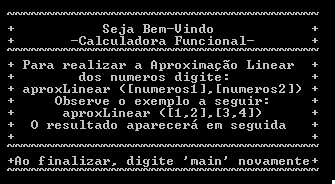 ~~~~~~~~~~~~~~~~~~~~~~~~~~~~~~~~~~~~~~~
+ Seja Bem-Vindo +
+ -Calculadora Funcional- +
~~~~~~~~~~~~~~~~~~~~~~~~~~~~~~~~~~~~~~~
+ Para realizar a Aproximação Linear +
+ dos numeros digite: +
+ aproxLinear ([numeros1],[numeros2]) +
+ Observe o exemplo a seguir: +
+ aproxLinear ([1,2],[3,4]) +
+ O resultado aparecerá em seguida +
+ +
~~~~~~~~~~~~~~~~~~~~~~~~~~~~~~~~~~~~~~~
+Ao finalizar, digite 'main' novamente+
~~~~~~~~~~~~~~~~~~~~~~~~~~~~~~~~~~~~~~~